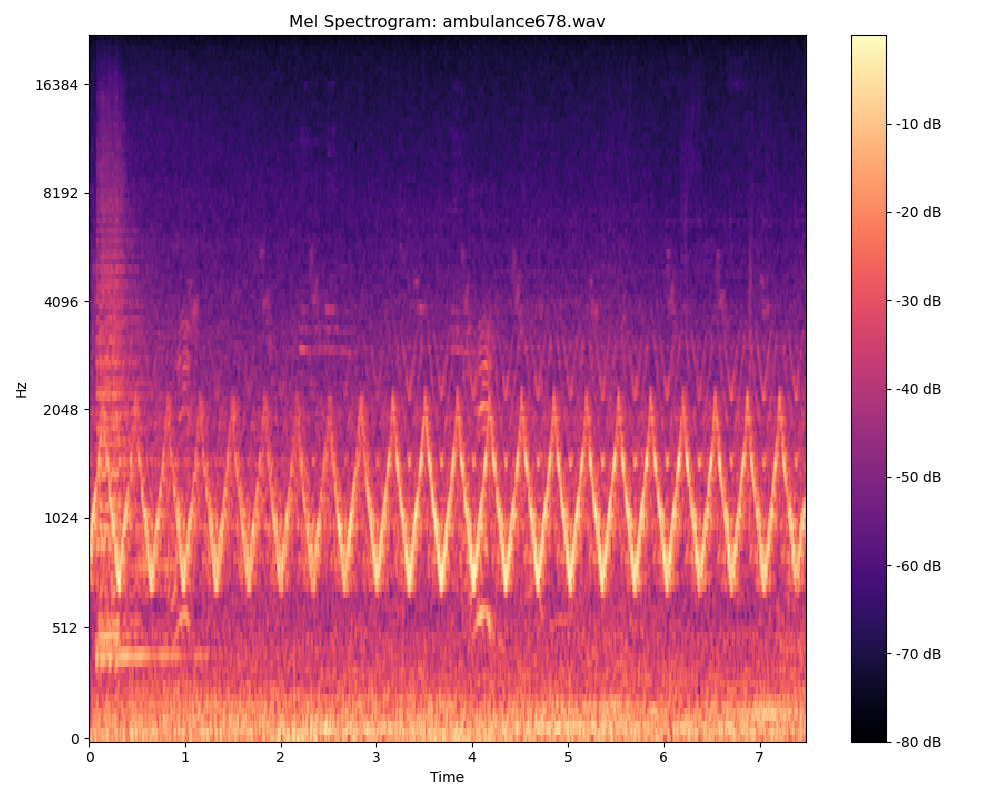 Mel Spectrogram: ambulance678.wav
16384
8192
4096
2048
1024
512
0
Hz
0 1 2 3 4 5 6 7
Time
-10 dB
-20 dB
-30 dB
-40 dB
-50 dB
-60 dB
-70 dB
-80 dB